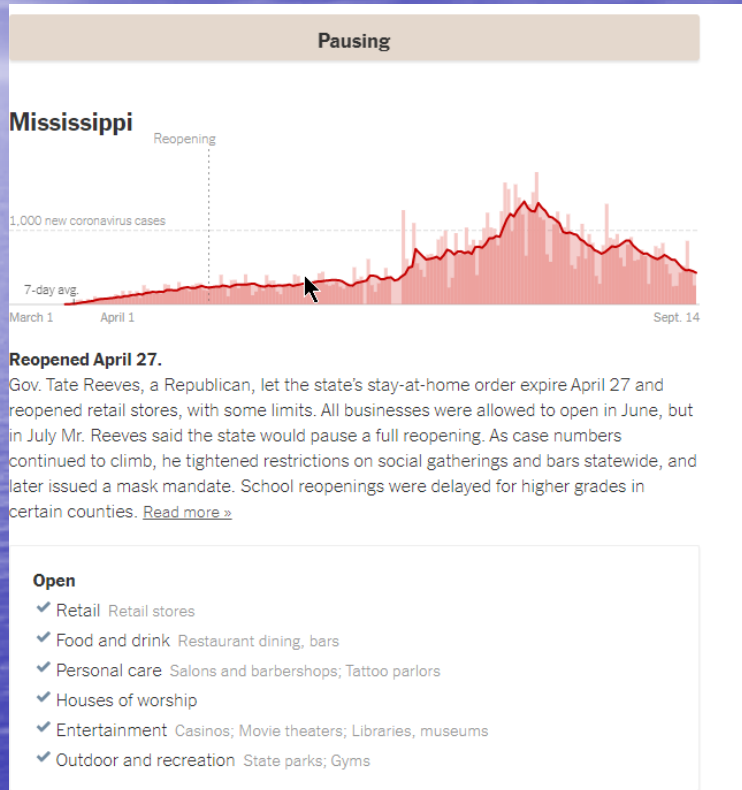 Pausing
Mississippi
Reopening
1,000 new coronavirus cases
7-day avg.
March 1 April 1 Sept. 14
Reopened April 27.
Gov. Tate Reeves, a Republican, let the state's stay-at-home order expire April 27 and
reopened retail stores, with some limits. All businesses were allowed to open in June, but
in July Mr. Reeves said the state would pause a full reopening. As case numbers
continued to climb, he tightened restrictions on social gatherings and bars statewide, and
later issued a mask mandate. School reopenings were delayed for higher grades in
certain counties. Read more »
Open
Retail Retail stores
Food and drink Restaurant dining, bars
Personal care Salons and barbershops; Tattoo parlors
Houses of worship
Entertainment Casinos; Movie theaters; Libraries, museums
Outdoor and recreation State parks; Gyms